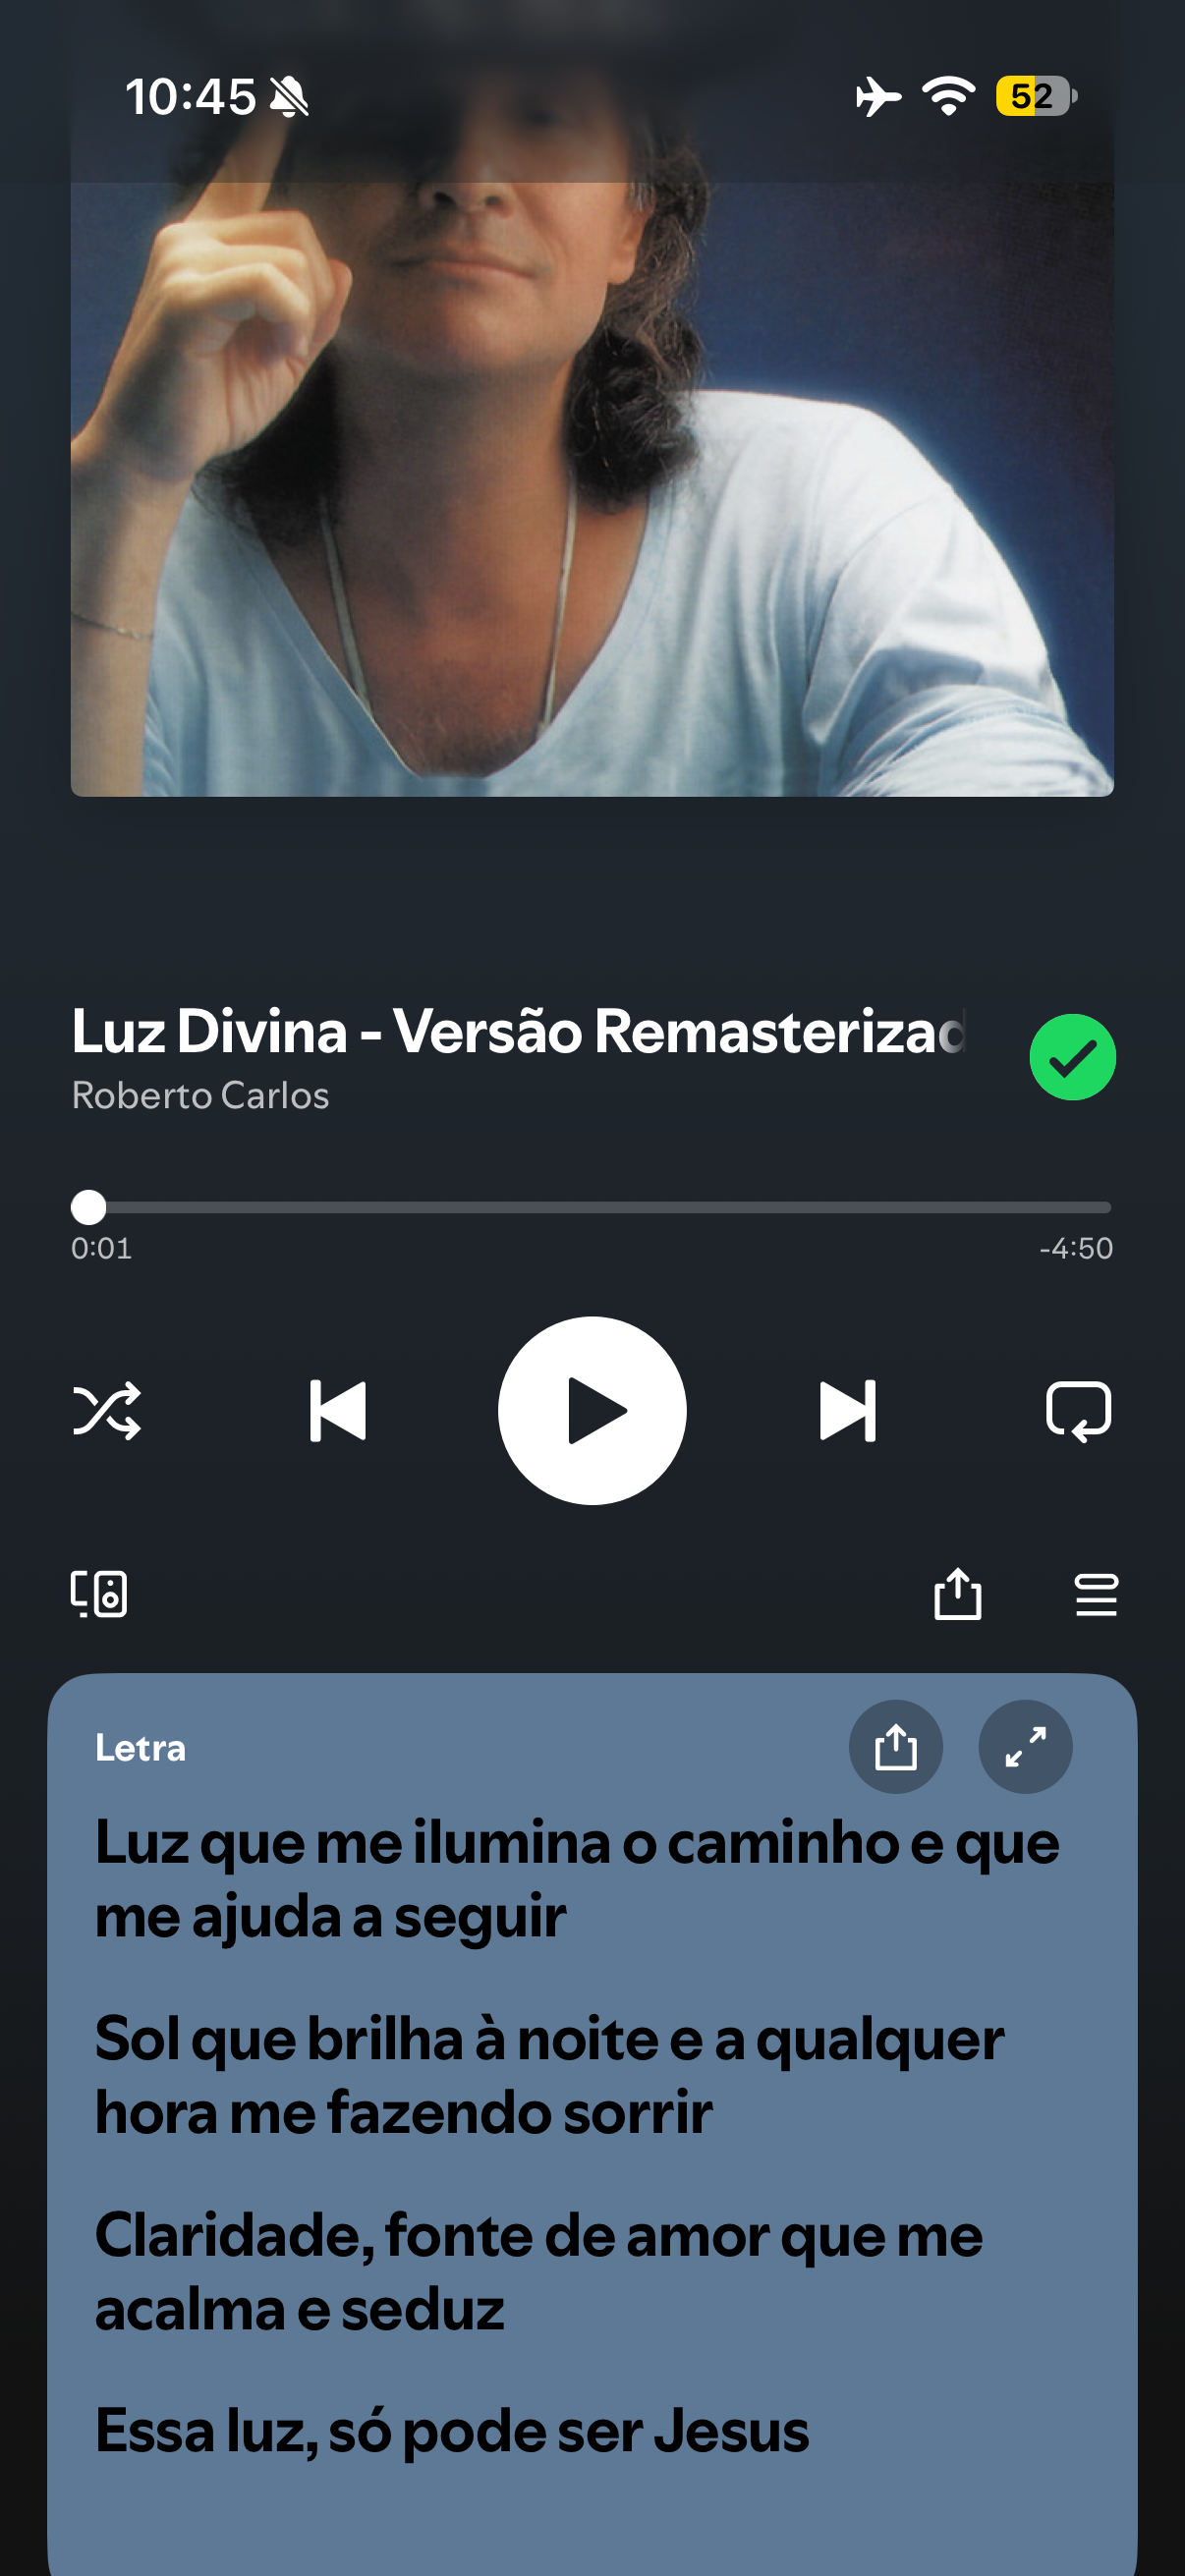 10:45
52
Luz Divina - Versão Remasterizad
Roberto Carlos
0:01
-4:50
Letra
Luz que me ilumina o caminho e que
me ajuda a seguir
Sol que brilha à noite e a qualquer
hora me fazendo sorrir
Claridade, fonte de amor que me
acalma e seduz
Essa luz, só pode ser Jesus